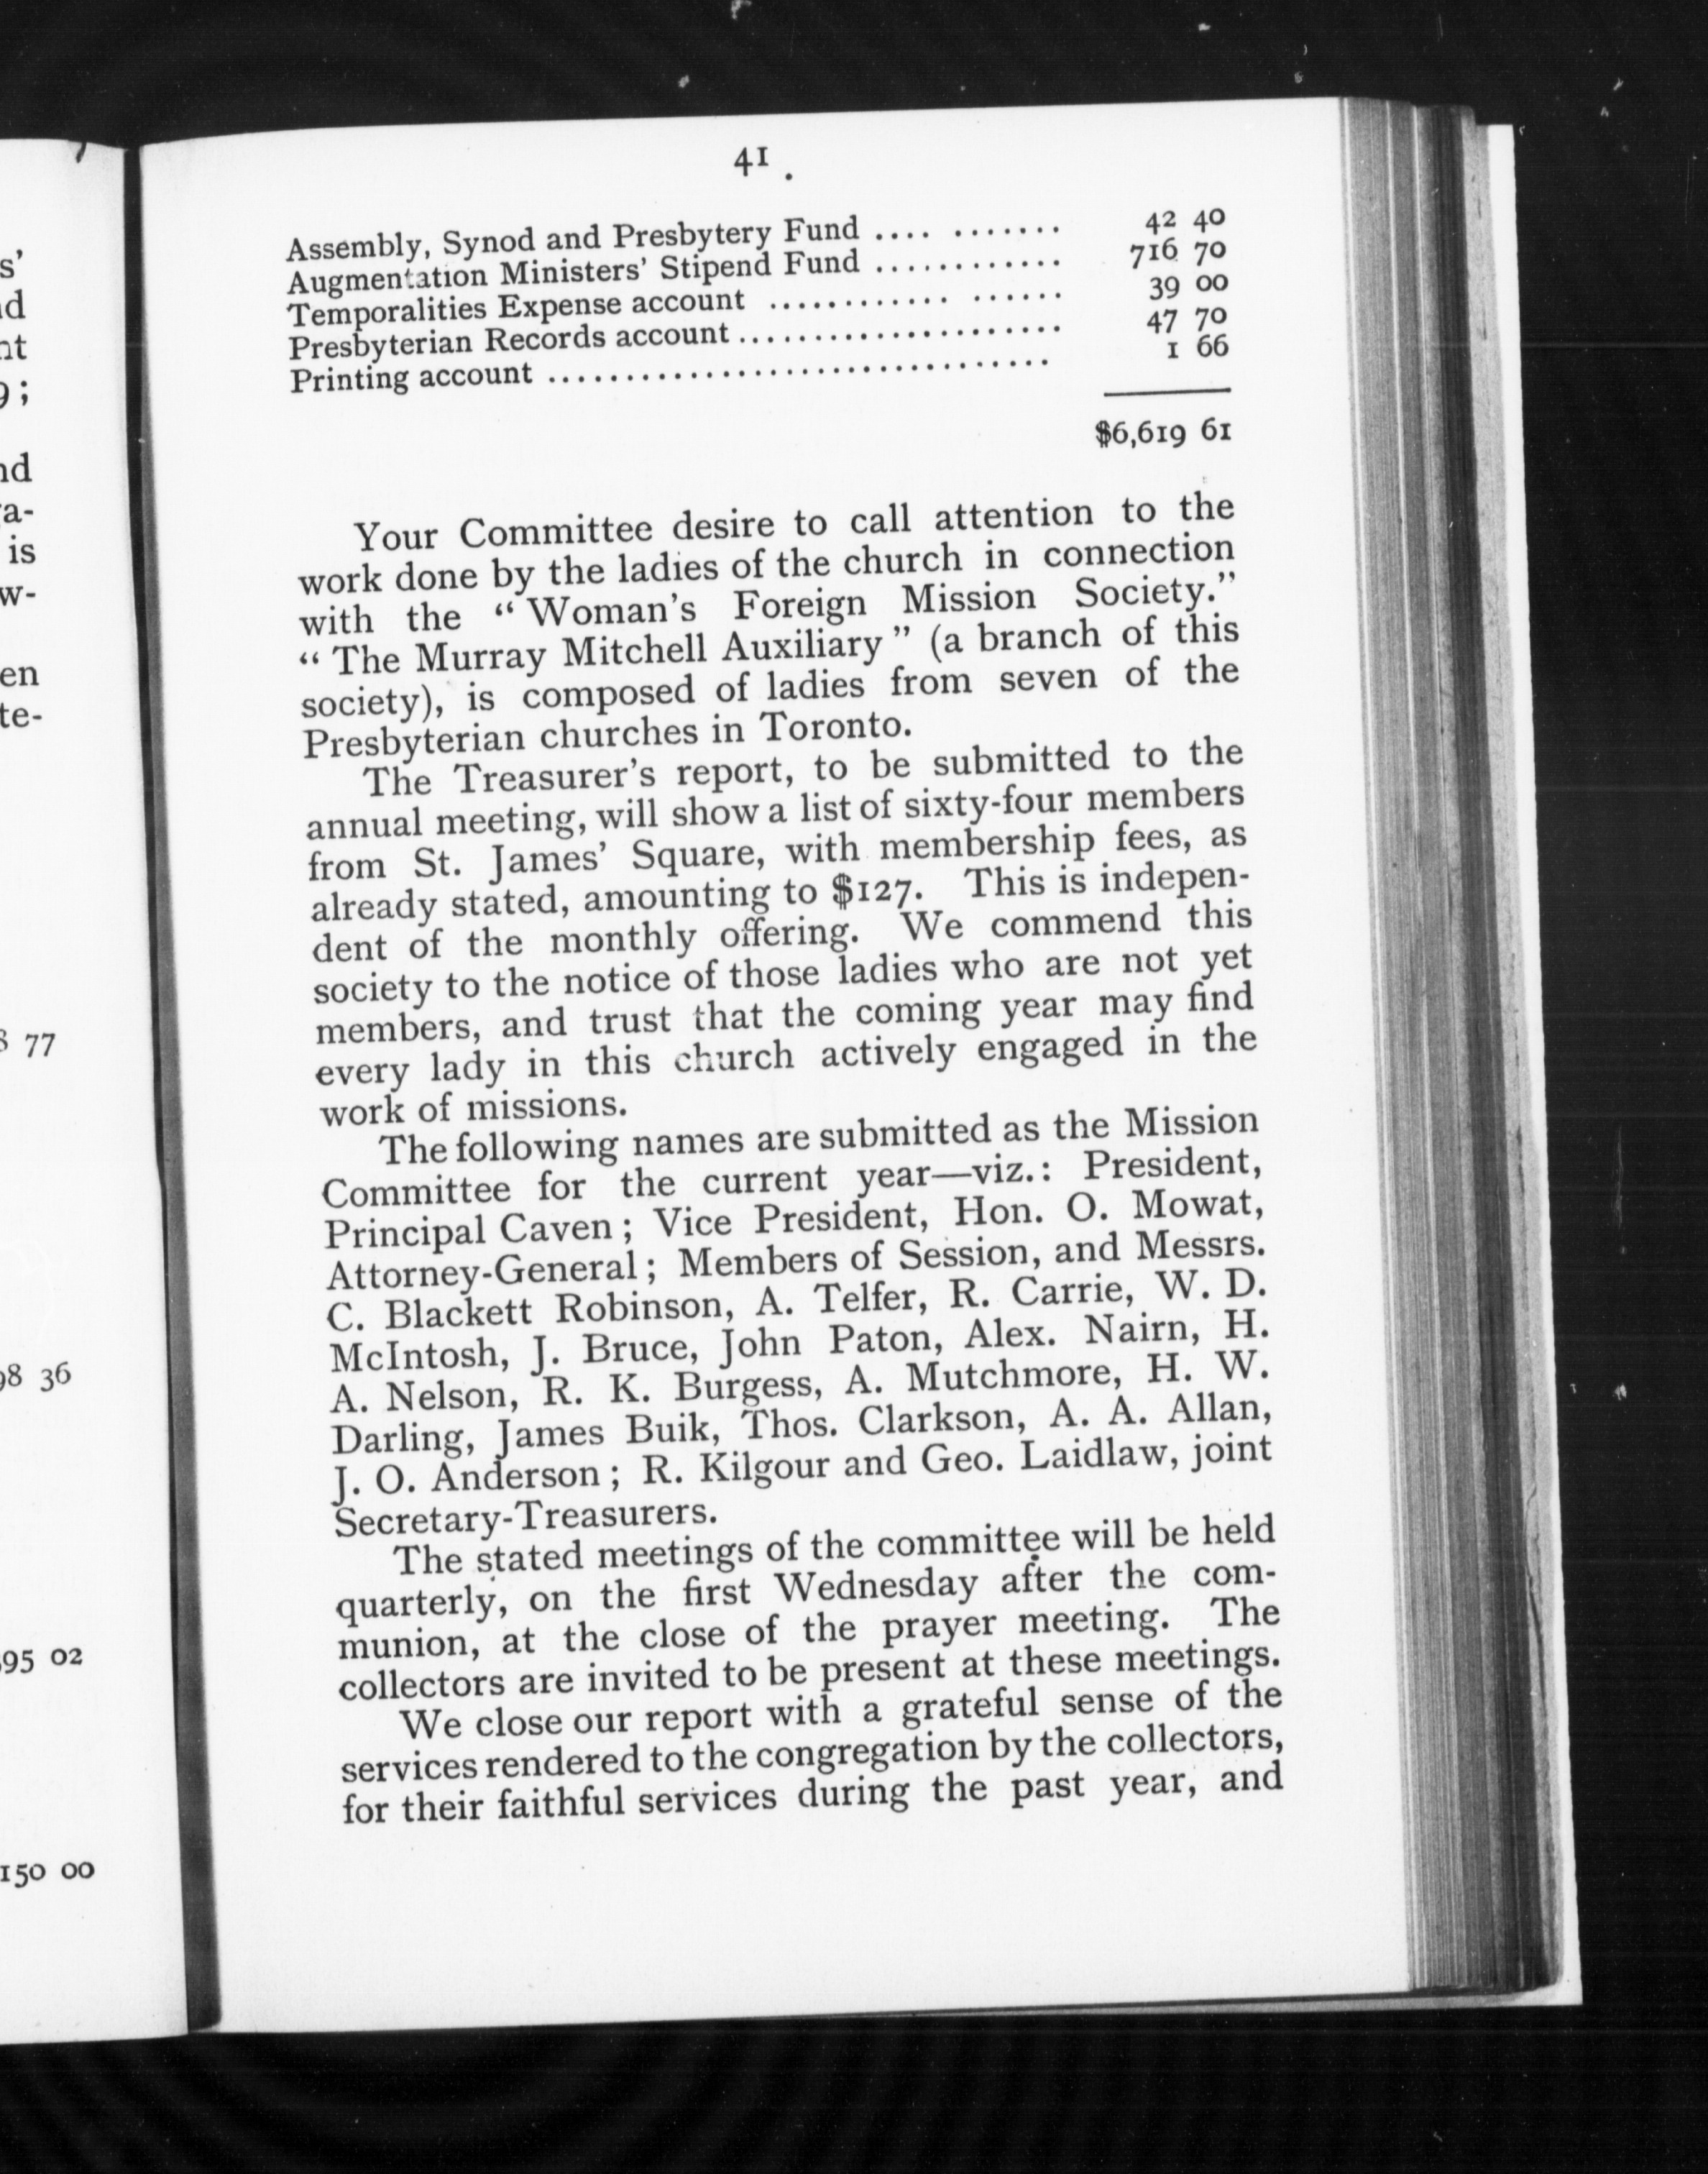 41
Assembly, Synod and Presbytery Fund .... ....... 42 40
Augmentation Ministers' Stipend Fund ............ 716 70
Temporalities Expense account ............ ...... 39 00
Presbyterian Records account ..................... 47 70
Printing account ................................. 1 66
$6,619 61
Your Committee desire to call attention to the
work done by the ladies of the church in connection
with the “ Woman's Foreign Mission Society.”
“ The Murray Mitchell Auxiliary ” (a branch of this
society), is composed of ladies from seven of the
Presbyterian churches in Toronto.
The Treasurer's report, to be submitted to the
annual meeting, will show a list of sixty-four members
from St. James' Square, with membership fees, as
already stated, amounting to $127. This is indepen-
dent of the monthly offering. We commend this
society to the notice of those ladies who are not yet
members, and trust that the coming year may find
every lady in this church actively engaged in the
work of missions.
The following names are submitted as the Mission
Committee for the current year—viz.: President,
Principal Caven ; Vice President, Hon. O. Mowat,
Attorney-General ; Members of Session, and Messrs.
C. Blackett Robinson, A. Telfer, R. Carrie, W. D.
McIntosh, J. Bruce, John Paton, Alex. Nairn, H.
A. Nelson, R. K. Burgess, A. Mutchmore, H. W.
Darling, James Buik, Thos. Clarkson, A. A. Allan,
J. O. Anderson ; R. Kilgour and Geo. Laidlaw, joint
Secretary-Treasurers.
The stated meetings of the committee will be held
quarterly, on the first Wednesday after the com-
munion, at the close of the prayer meeting. The
collectors are invited to be present at these meetings.
We close our report with a grateful sense of the
services rendered to the congregation by the collectors,
for their faithful services during the past year, and